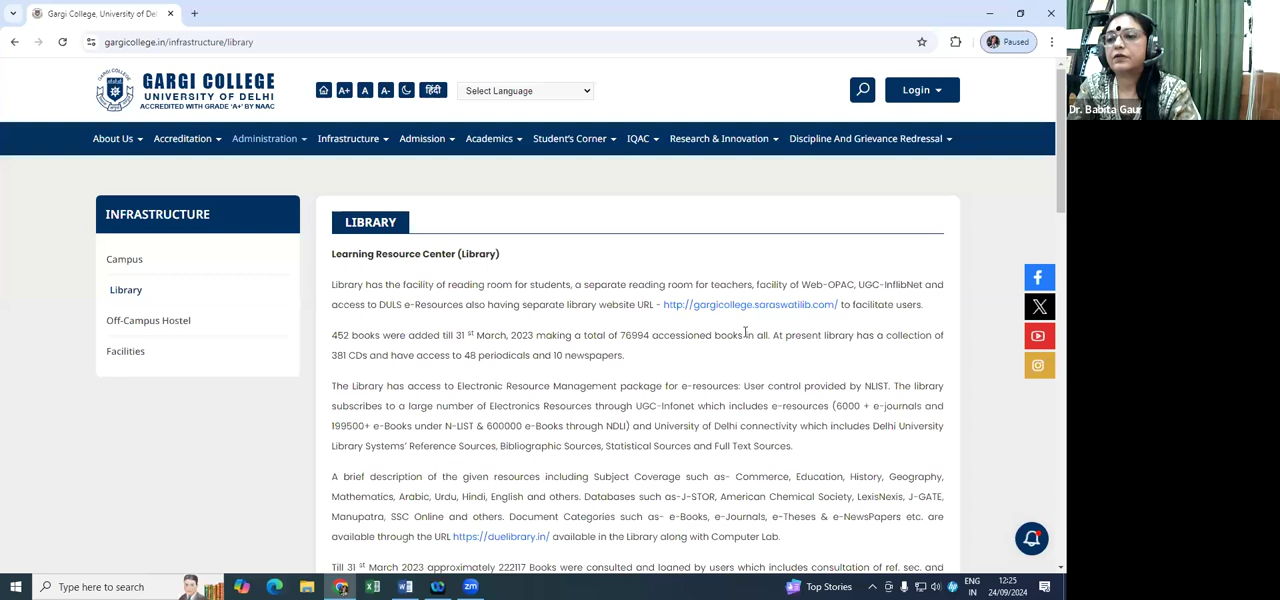 Gargi College, University of Del
gargicollege.in/infrastructure/library
Paused
GARGI COLLEGE
UNIVERSITY OF DELHI
ACCREDITED WITH GRADE 'A+' BY NAAC
A+
A
A-
हिंदी
Select Language
Login
About Us
Accreditation
Administration
Infrastructure
Admission
Academics
Student's Corner
IQAC
Research & Innovation
Discipline And Grievance Redressal
Dr. Babita Gaur
INFRASTRUCTURE
Campus
Library
Off-Campus Hostel
Facilities
LIBRARY
Learning Resource Center (Library)
Library has the facility of reading room for students, a separate reading room for teachers, facility of Web-OPAC, UGC-InflibNet and
access to DULS e-Resources also having separate library website URL - http://gargicollege.saraswatilib.com/ to facilitate users.
452 books were added till 31 st March, 2023 making a total of 76994 accessioned books in all. At present library has a collection of
381 CDs and have access to 48 periodicals and 10 newspapers.
The Library has access to Electronic Resource Management package for e-resources: User control provided by NLIST. The library
subscribes to a large number of Electronics Resources through UGC-Infonet which includes e-resources (6000 + e-journals and
199500+ e-Books under N-LIST & 600000 e-Books through NDLI) and University of Delhi connectivity which includes Delhi University
Library Systems' Reference Sources, Bibliographic Sources, Statistical Sources and Full Text Sources.
A brief description of the given resources including Subject Coverage such as- Commerce, Education, History, Geography,
Mathematics, Arabic, Urdu, Hindi, English and others. Databases such as-J-STOR, American Chemical Society, LexisNexis, J-GATE,
Manupatra, SSC Online and others. Document Categories such as- e-Books, e-Journals, e-Theses & e-NewsPapers etc. are
available through the URL https://duelibrary.in/ available in the Library along with Computer Lab.
Till 31 st March 2023 approximately 222117 Books were consulted and loaned by users which includes consultation of ref. sec. and
Type here to search
Top Stories
ENG
IN
12:25
24/09/2024